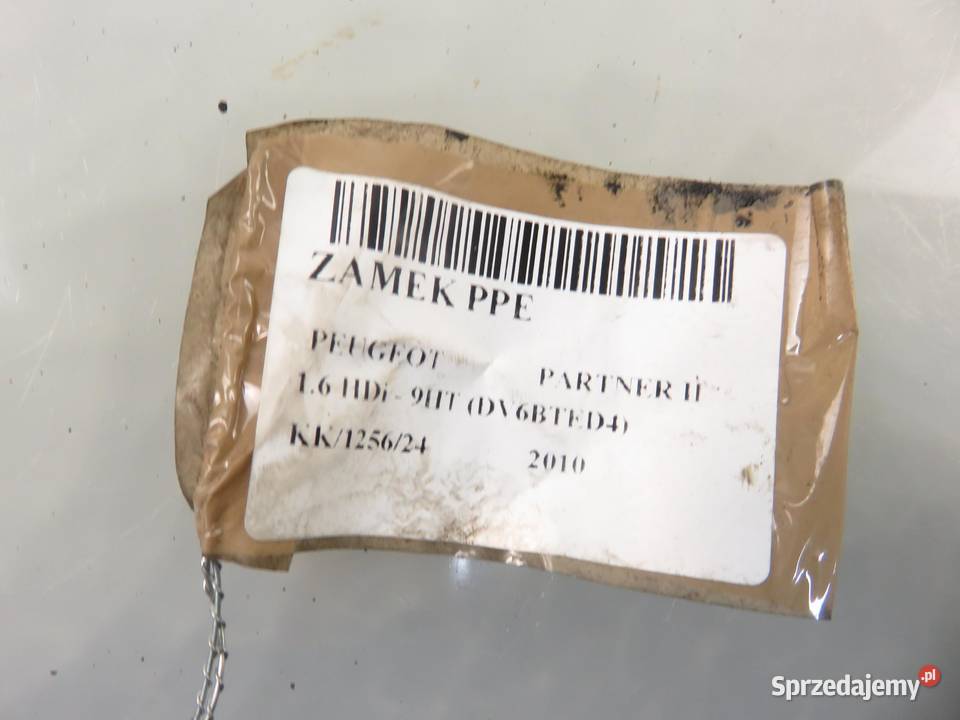 ZAMEK PPE
PEUGEOT PARTNER II
1.6 HDi - 9HT (DV6BTED4)
KK/1256/24 2010
Sprzedajemy.pl